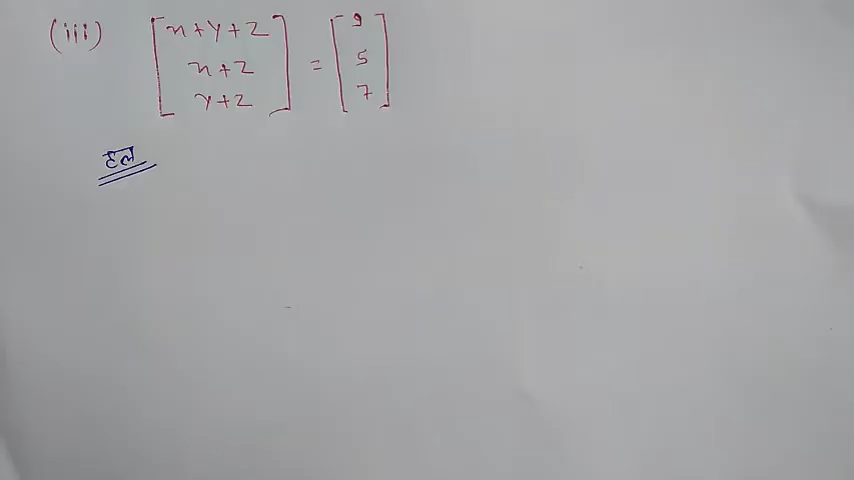 (iii) [x+y+z] = [9]
[x+z] [5]
[y+z] [7]
हल